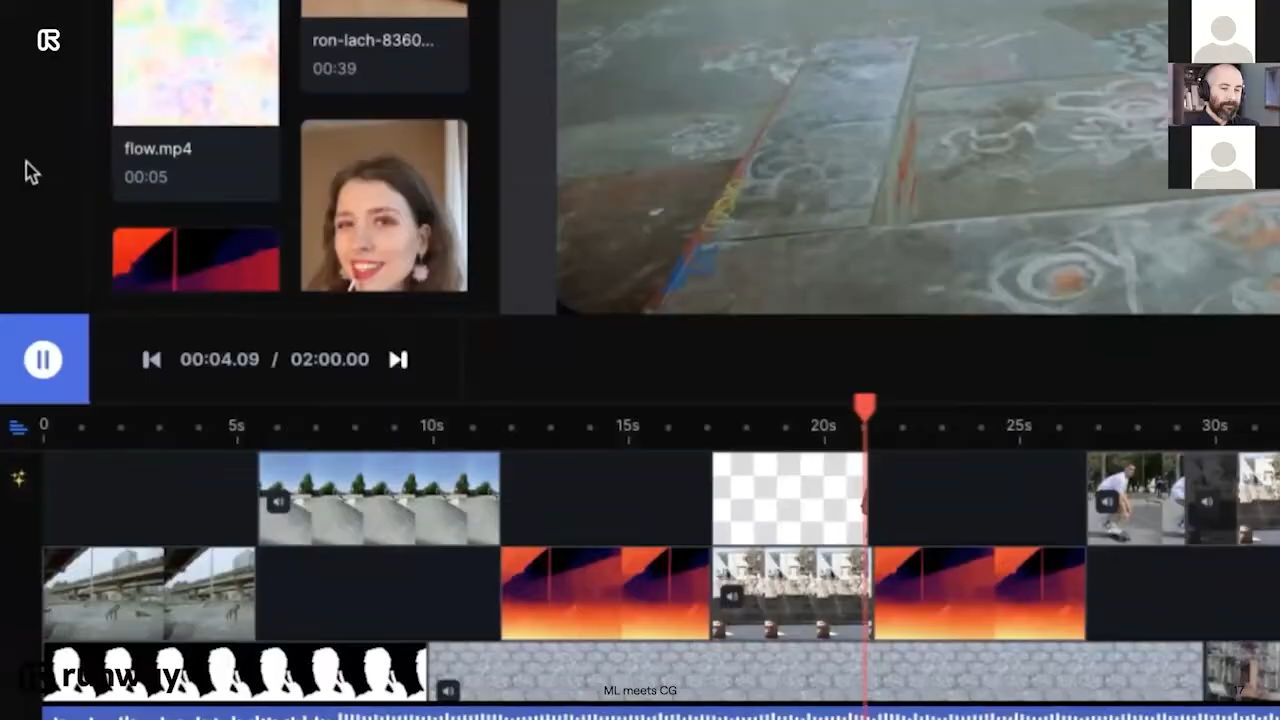 ron-lach-8360...
00:39
flow.mp4
00:05
00:04.09 / 02:00.00
0 5s 10s 15s 20s 25s 30s
runway
ML meets CG
17